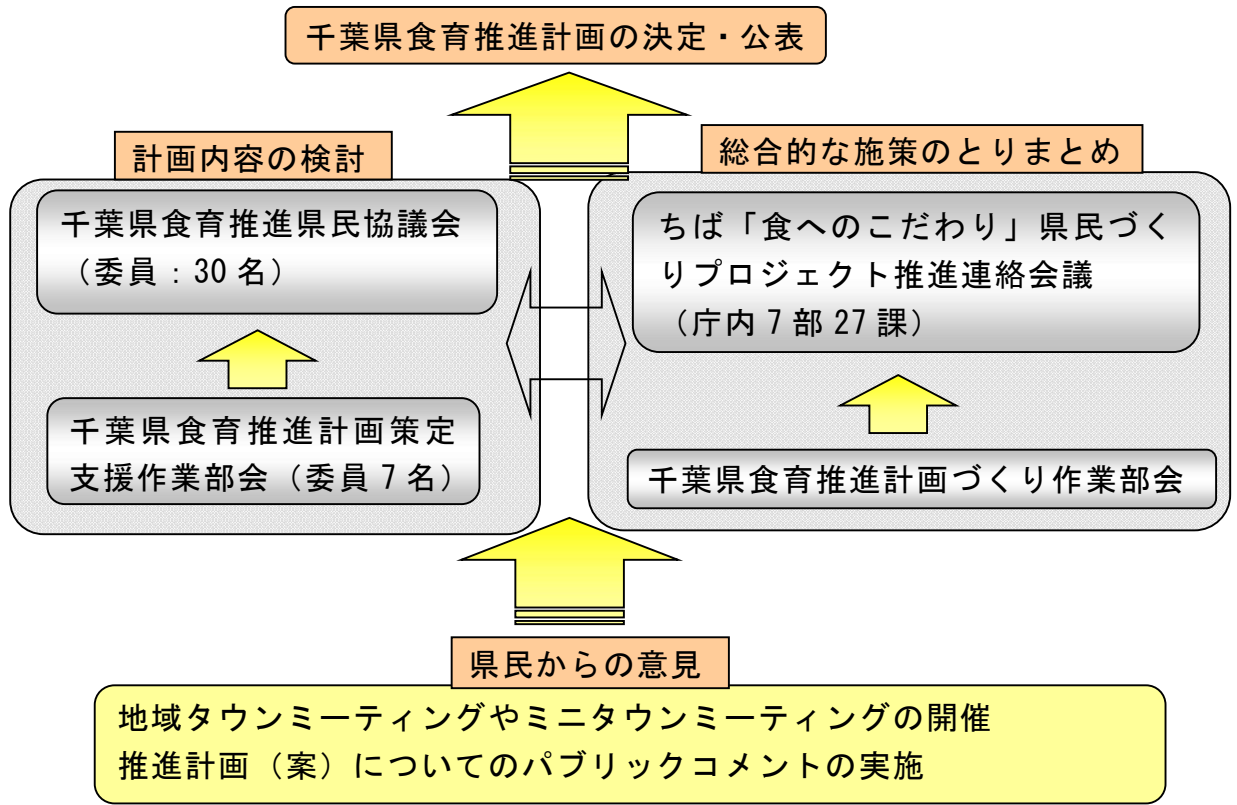 千葉県食育推進計画の決定・公表
計画内容の検討
千葉県食育推進県民協議会
（委員：30名）
千葉県食育推進計画策定
支援作業部会（委員7名）
総合的な施策のとりまとめ
ちば「食へのこだわり」県民づく
りプロジェクト推進連絡会議
（庁内7部27課）
千葉県食育推進計画づくり作業部会
県民からの意見
地域タウンミーティングやミニタウンミーティングの開催
推進計画（案）についてのパブリックコメントの実施